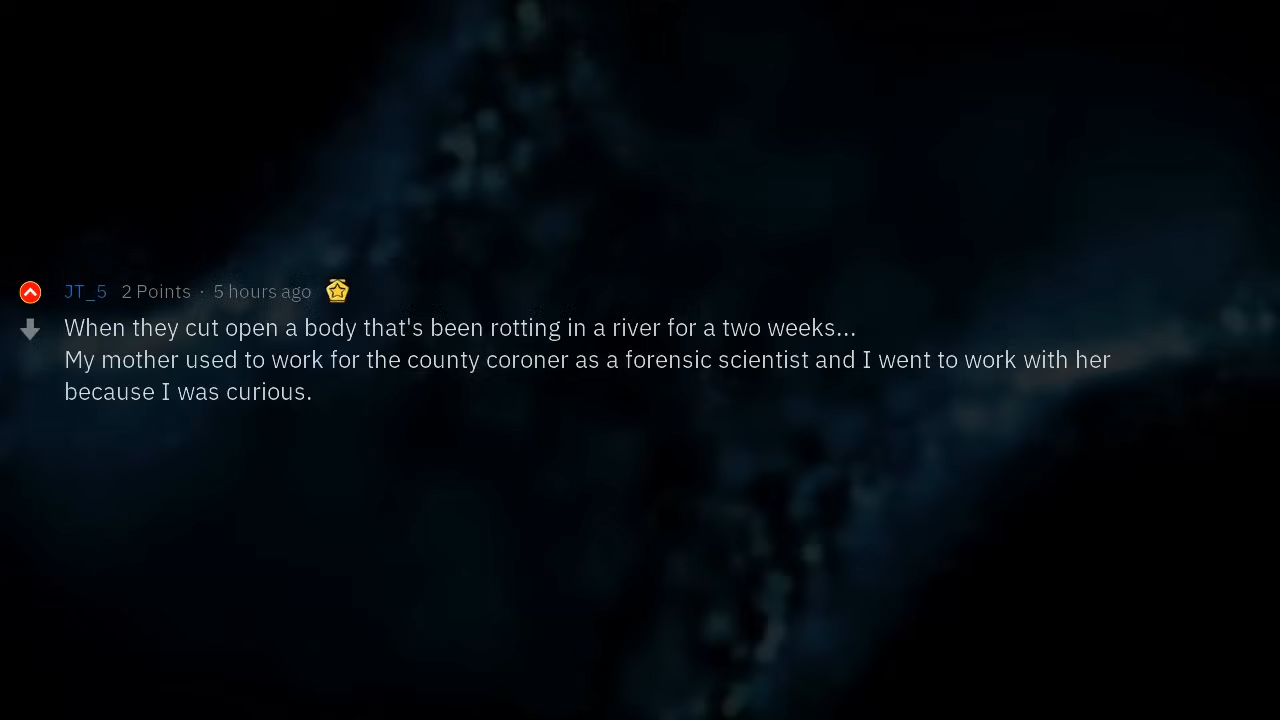 JT_5 2 Points · 5 hours ago
When they cut open a body that's been rotting in a river for a two weeks...
My mother used to work for the county coroner as a forensic scientist and I went to work with her
because I was curious.